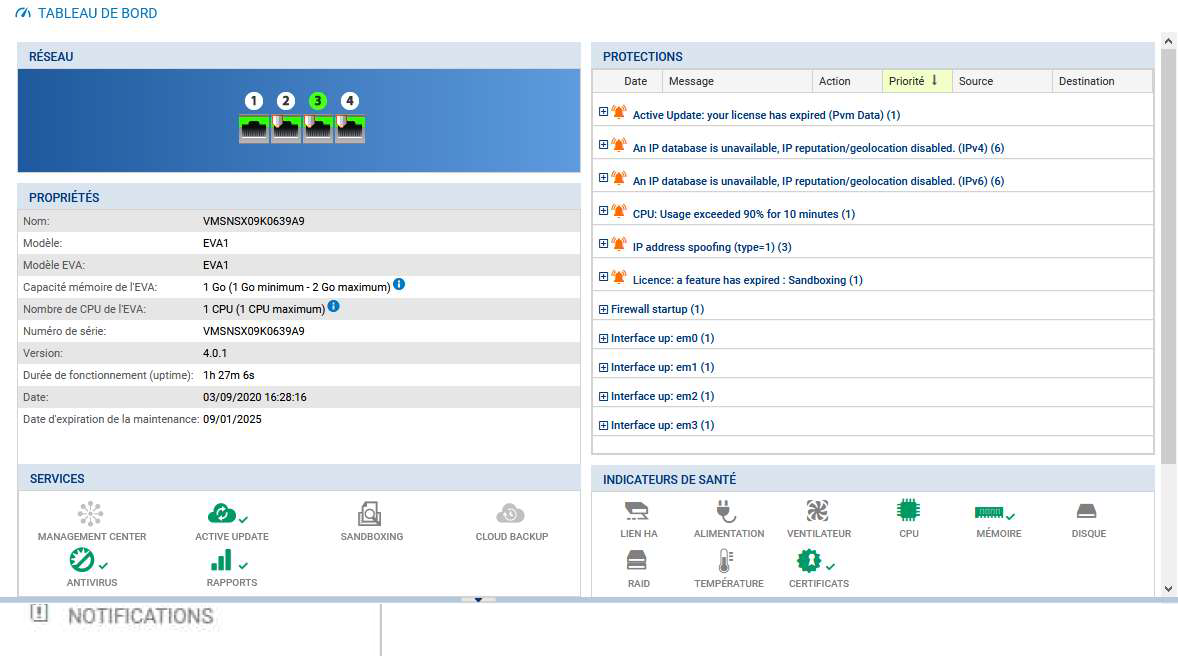 TABLEAU DE BORD
RÉSEAU
1 2 3 4
PROPRIÉTÉS
Nom: VMSNSX09K0639A9
Modèle: EVA1
Modèle EVA: EVA1
Capacité mémoire de l'EVA: 1 Go (1 Go minimum - 2 Go maximum)
Nombre de CPU de l'EVA: 1 CPU (1 CPU maximum)
Numéro de série: VMSNSX09K0639A9
Version: 4.0.1
Durée de fonctionnement (uptime): 1h 27m 6s
Date: 03/09/2020 16:28:16
Date d'expiration de la maintenance: 09/01/2025
SERVICES
MANAGEMENT CENTER ACTIVE UPDATE SANDBOXING CLOUD BACKUP
ANTIVIRUS RAPPORTS
PROTECTIONS
Date Message Action Priorité Source Destination
Active Update: your license has expired (Pvm Data) (1)
An IP database is unavailable, IP reputation/geolocation disabled. (IPv4) (6)
An IP database is unavailable, IP reputation/geolocation disabled. (IPv6) (6)
CPU: Usage exceeded 90% for 10 minutes (1)
IP address spoofing (type=1) (3)
Licence: a feature has expired : Sandboxing (1)
Firewall startup (1)
Interface up: em0 (1)
Interface up: em1 (1)
Interface up: em2 (1)
Interface up: em3 (1)
INDICATEURS DE SANTÉ
LIEN HA ALIMENTATION VENTILATEUR CPU MÉMOIRE DISQUE
RAID TEMPÉRATURE CERTIFICATS
NOTIFICATIONS